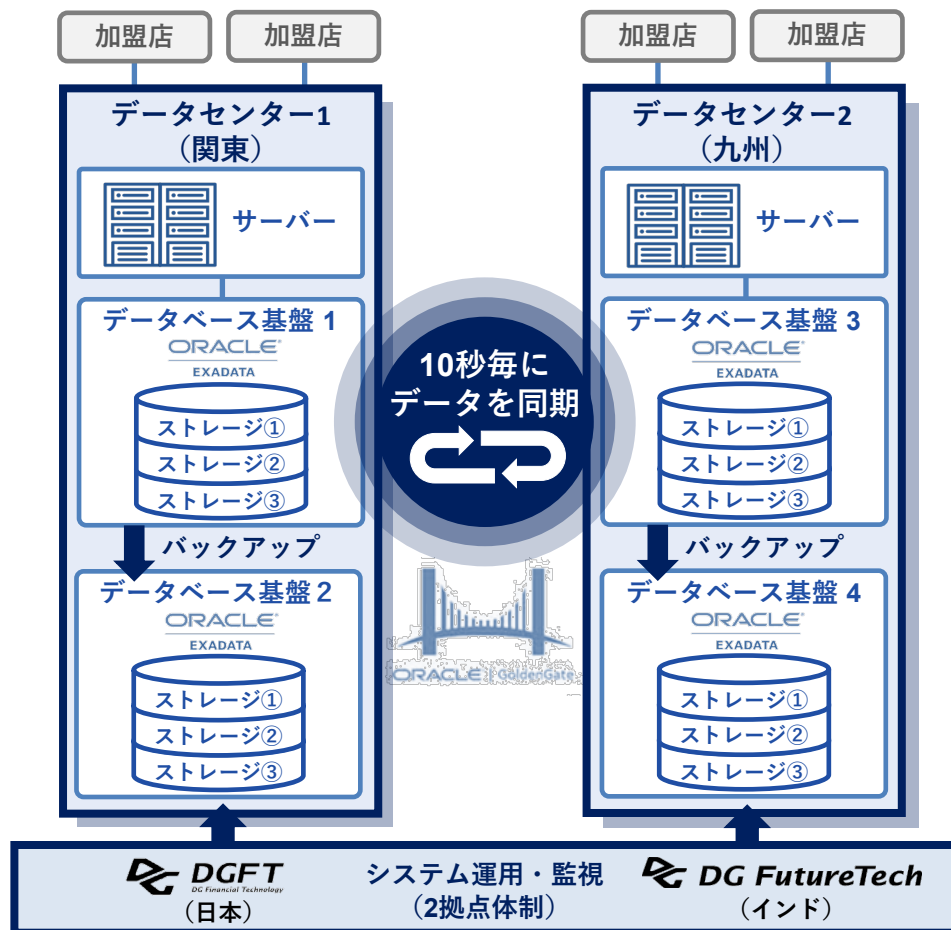 加盟店
加盟店
データセンター1
（関東）
サーバー
データベース基盤 1
ORACLE
EXADATA
ストレージ①
ストレージ②
ストレージ③
バックアップ
データベース基盤 2
ORACLE
EXADATA
ストレージ①
ストレージ②
ストレージ③
10秒毎に
データを同期
ORACLE GoldenGate
加盟店
加盟店
データセンター2
（九州）
サーバー
データベース基盤 3
ORACLE
EXADATA
ストレージ①
ストレージ②
ストレージ③
バックアップ
データベース基盤 4
ORACLE
EXADATA
ストレージ①
ストレージ②
ストレージ③
DGFT
DG Financial Technology
（日本）
システム運用・監視
（2拠点体制）
DG FutureTech
（インド）